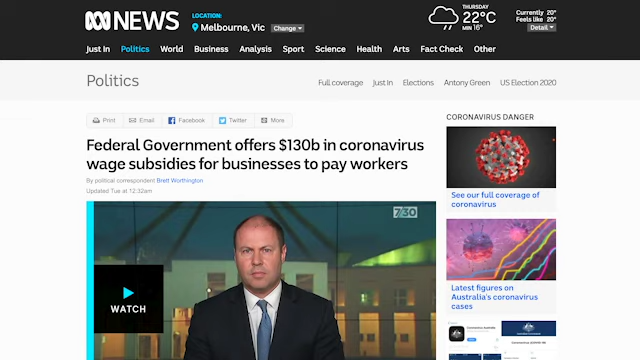 NEWS
LOCATION:
Melbourne, Vic Change
THURSDAY
22°C
MIN 16°
Currently 20°
Feels like 20°
Detail
Just In Politics World Business Analysis Sport Science Health Arts Fact Check Other
Politics
Full coverage Just In Elections Antony Green US Election 2020
Print Email Facebook Twitter More
Federal Government offers $130b in coronavirus
wage subsidies for businesses to pay workers
By political correspondent Brett Worthington
Updated Tue at 12:32am
7.30
WATCH
CORONAVIRUS DANGER
See our full coverage of
coronavirus
Latest figures on
Australia's coronavirus
cases
Coronavirus Australia